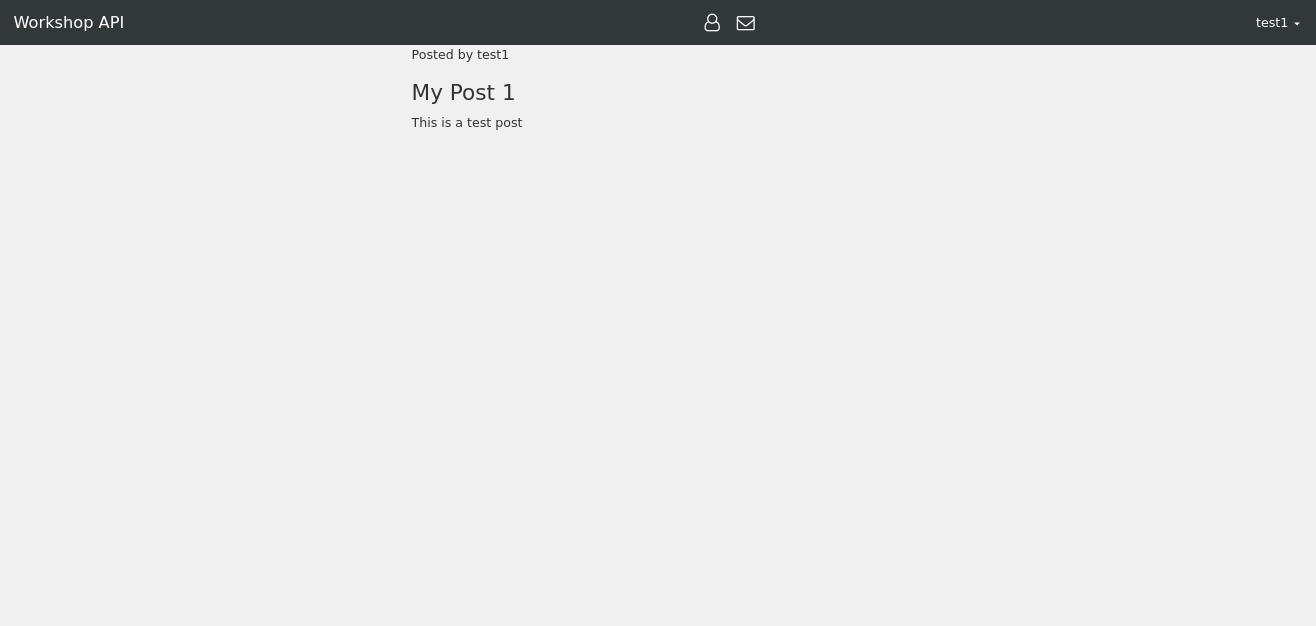 Workshop API
test1
Posted by test1
My Post 1
This is a test post